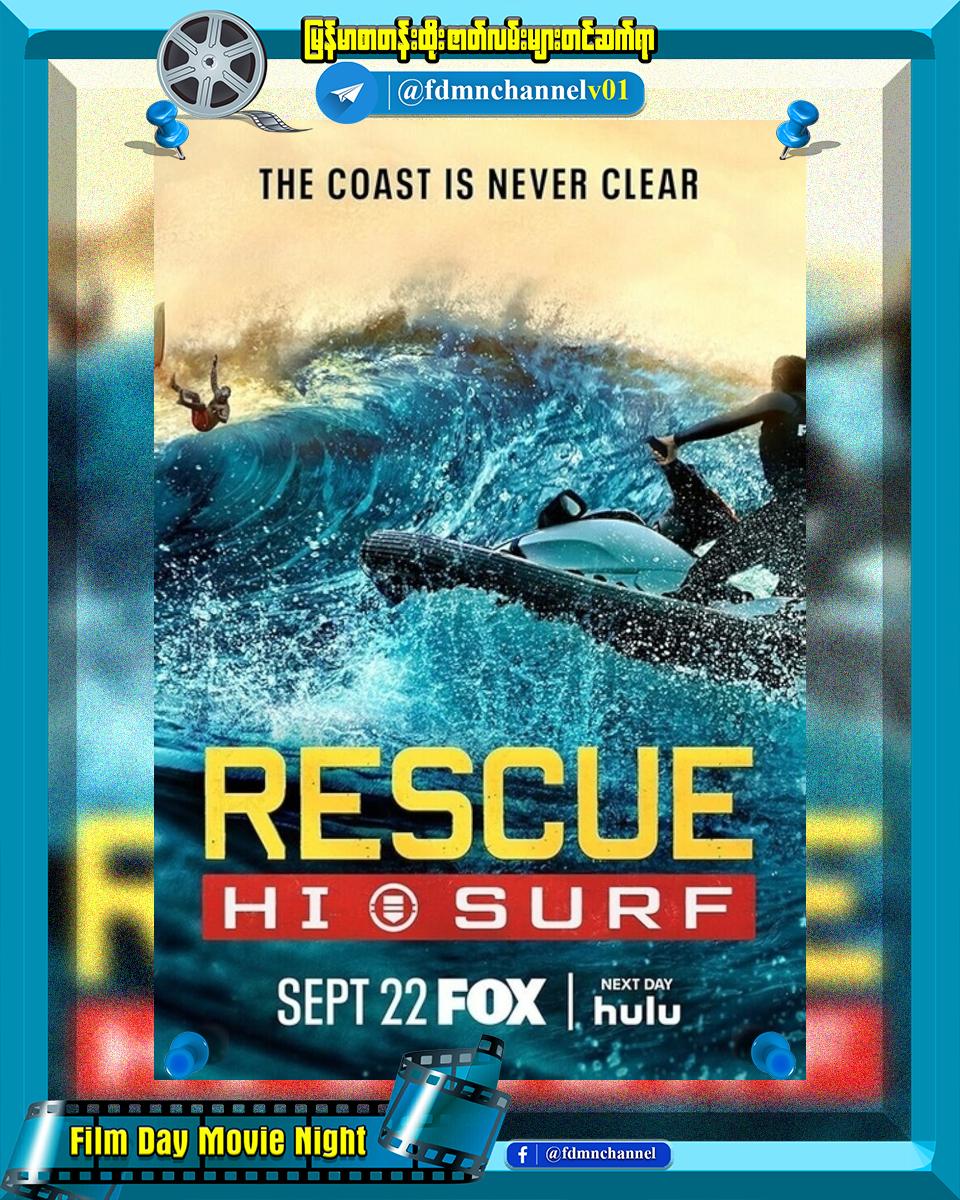 မြန်မာစာတန်းထိုးဇာတ်လမ်းများတင်ဆက်ရာ
@fdmnchannelv01
THE COAST IS NEVER CLEAR
RESCUE
HI SURF
SEPT 22 FOX | NEXT DAY hulu
Film Day Movie Night
@fdmnchannel